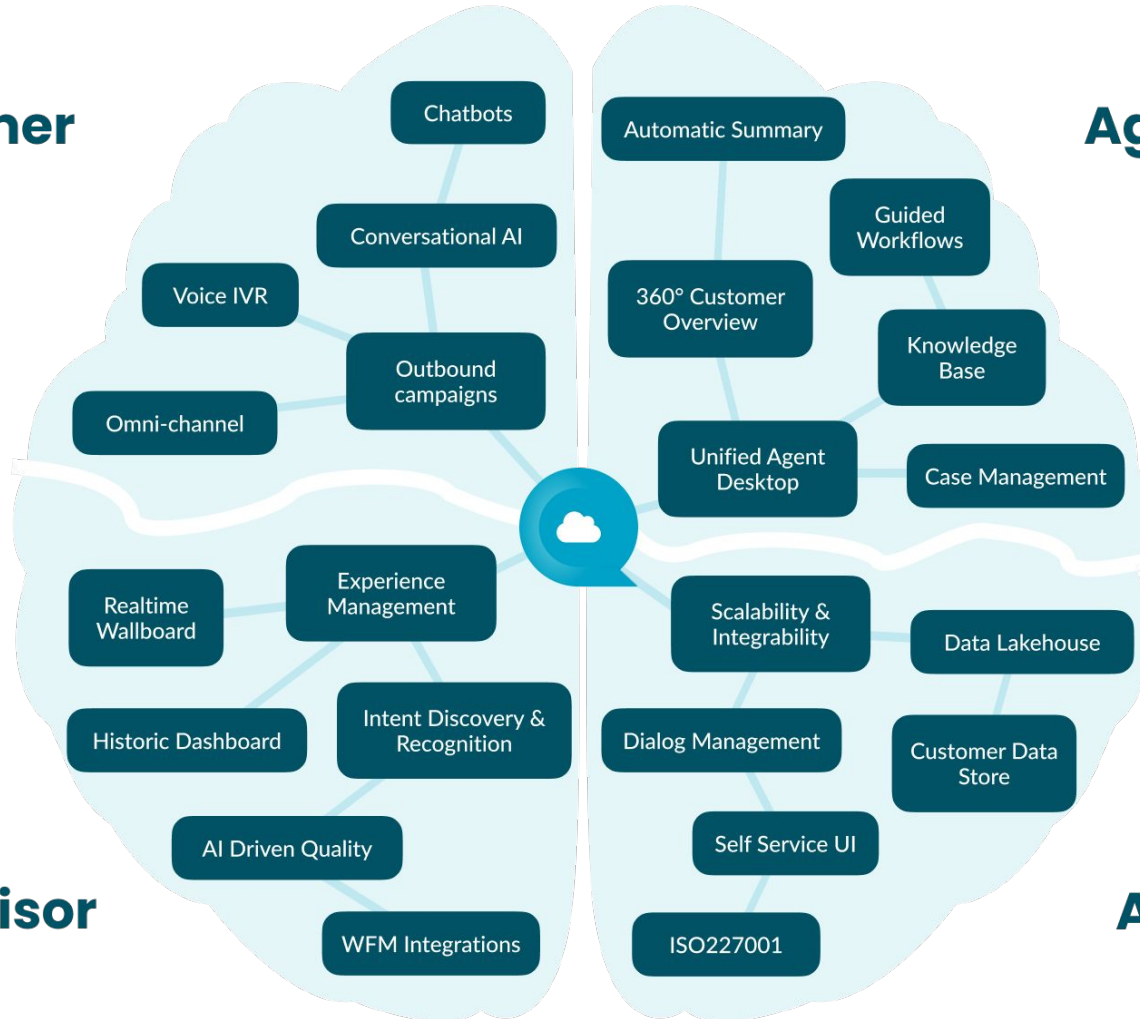 ner
Chatbots
Conversational AI
Voice IVR
Outbound
campaigns
Omni-channel
Ag
Automatic Summary
Guided
Workflows
360° Customer
Overview
Knowledge
Base
Unified Agent
Desktop
Case Management
Experience
Management
Realtime
Wallboard
Historic Dashboard
Intent Discovery &
Recognition
AI Driven Quality
WFM Integrations
isor
Scalability &
Integrability
Data Lakehouse
Dialog Management
Customer Data
Store
Self Service UI
ISO227001
A